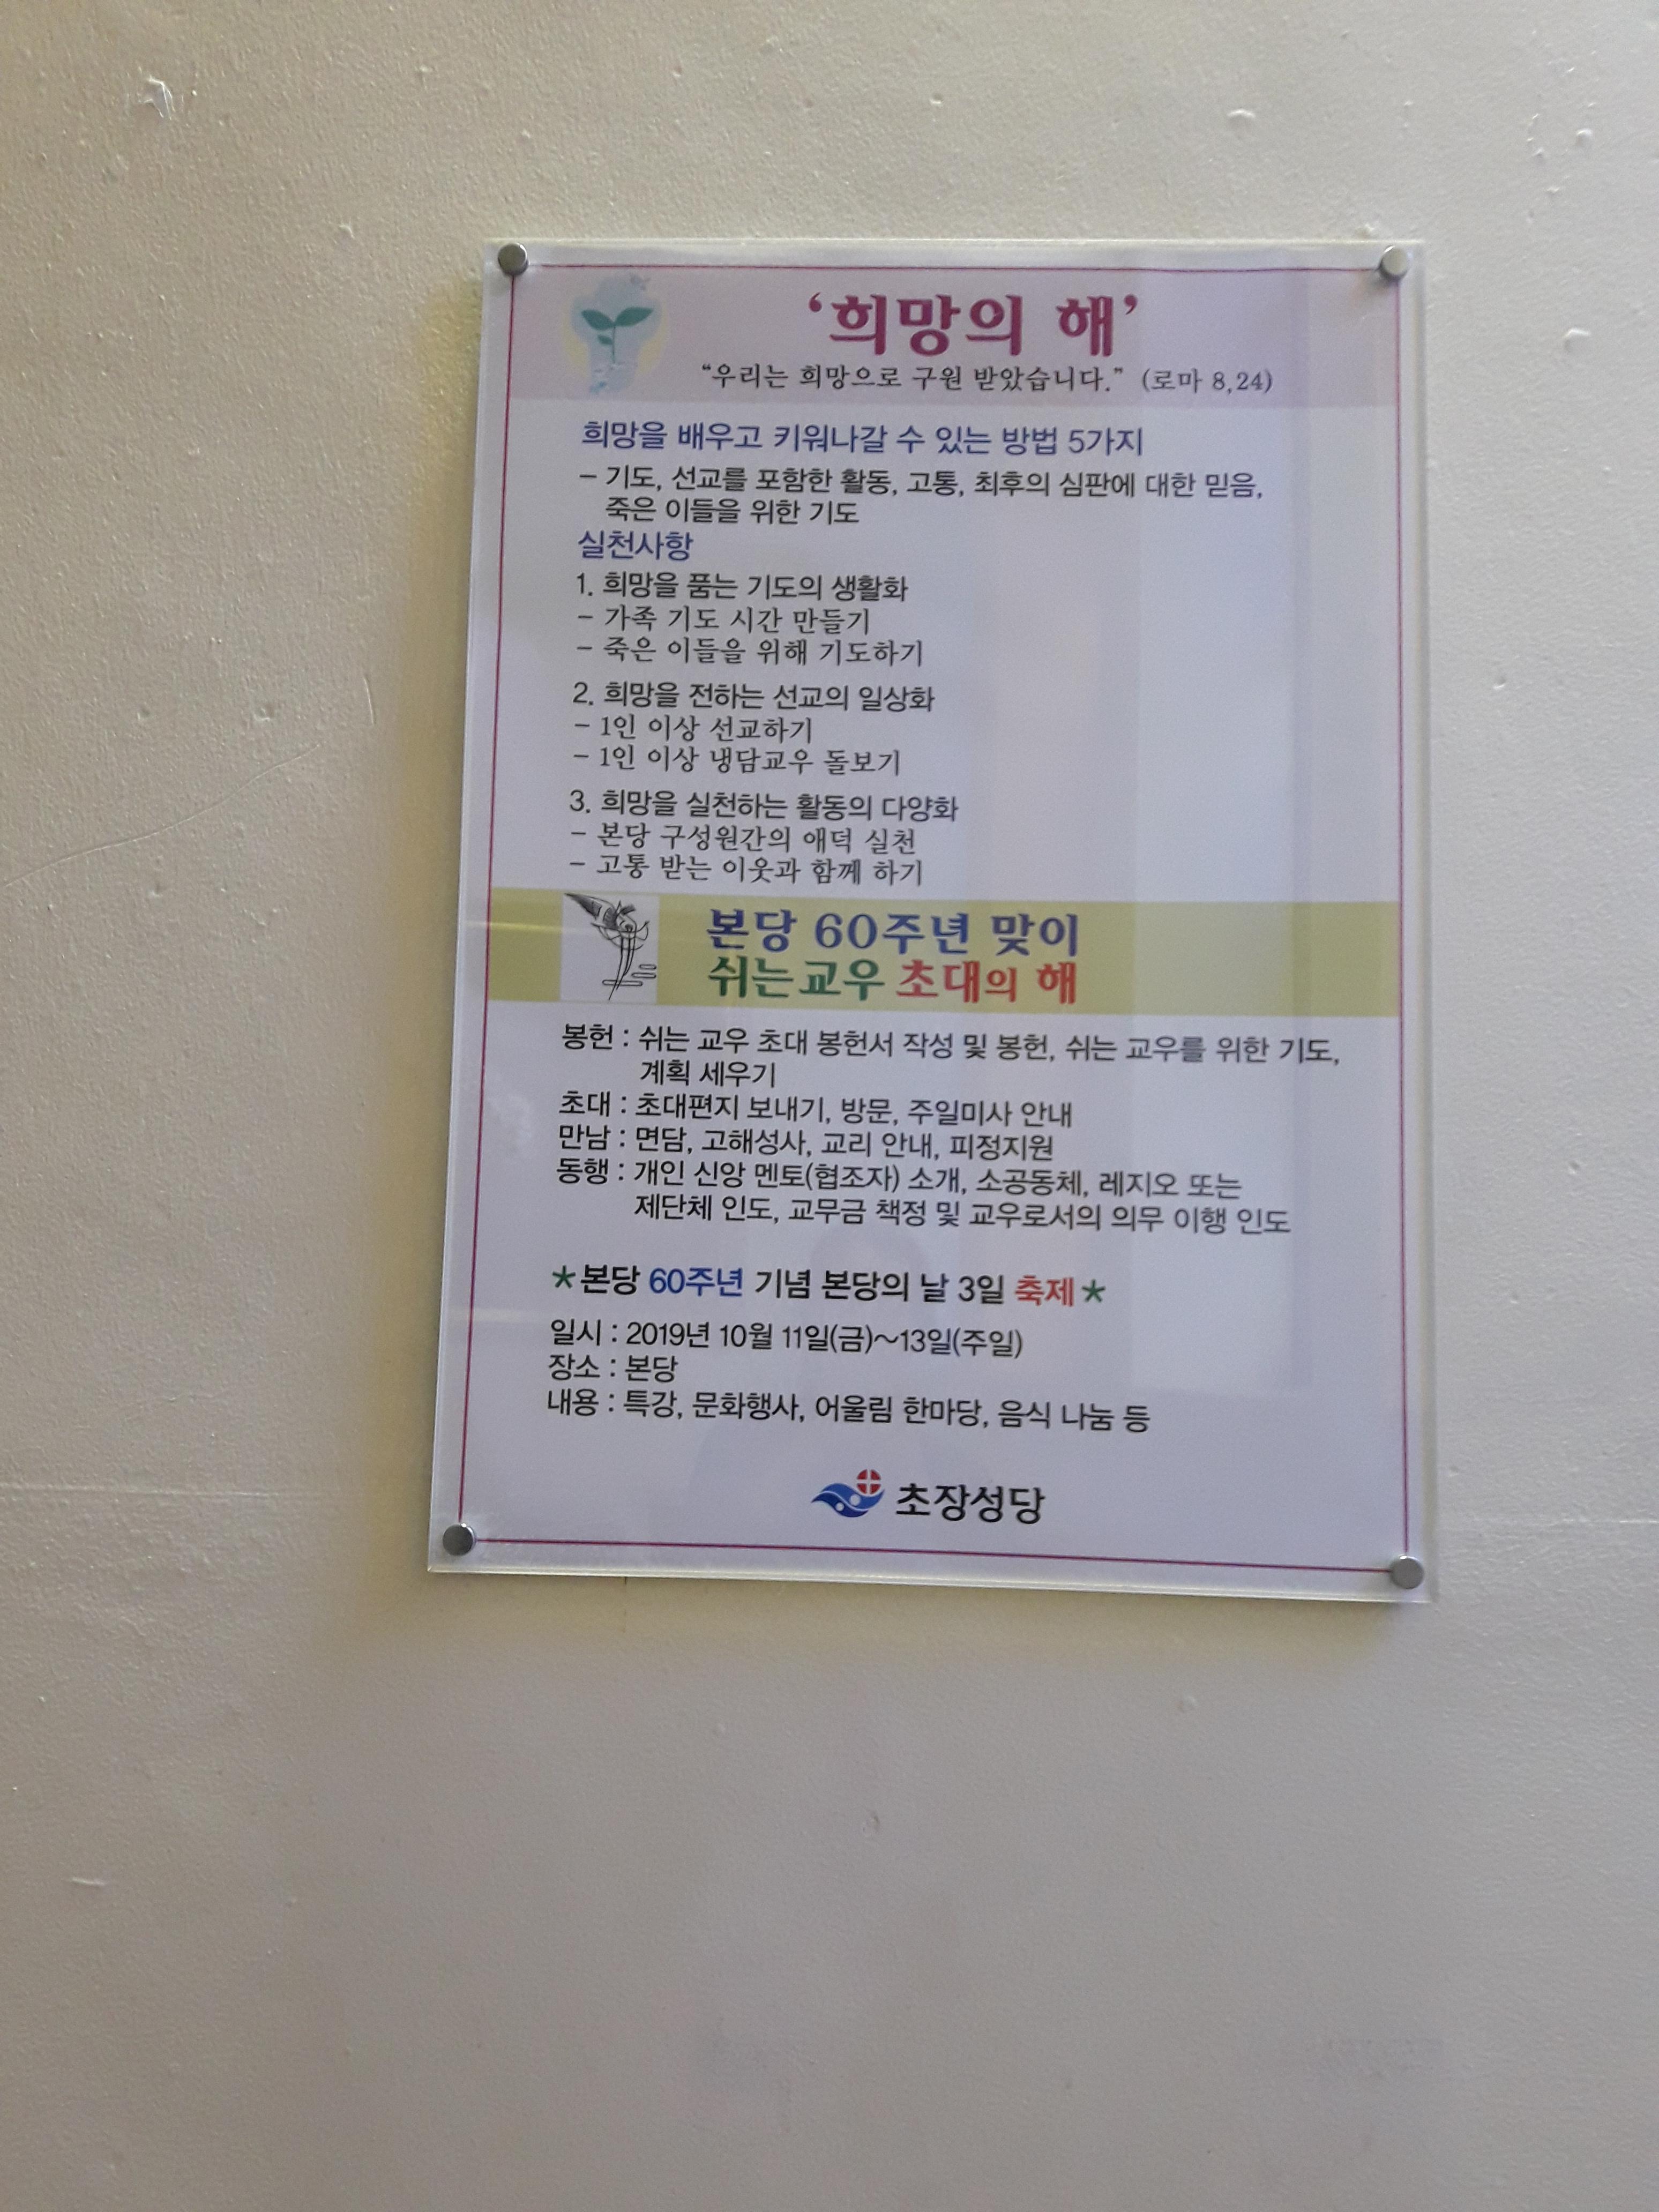 ‘희망의 해’
“우리는 희망으로 구원 받았습니다.” (로마 8,24)
희망을 배우고 키워나갈 수 있는 방법 5가지
– 기도, 선교를 포함한 활동, 고통, 최후의 심판에 대한 믿음,
죽은 이들을 위한 기도
실천사항
1. 희망을 품는 기도의 생활화
– 가족 기도 시간 만들기
– 죽은 이들을 위해 기도하기
2. 희망을 전하는 선교의 일상화
– 1인 이상 선교하기
– 1인 이상 냉담교우 돌보기
3. 희망을 실천하는 활동의 다양화
– 본당 구성원간의 애덕 실천
– 고통 받는 이웃과 함께 하기
본당 60주년 맞이
쉬는교우 초대의 해
봉헌 : 쉬는 교우 초대 봉헌서 작성 및 봉헌, 쉬는 교우를 위한 기도,
계획 세우기
초대 : 초대편지 보내기, 방문, 주일미사 안내
만남 : 면담, 고해성사, 교리 안내, 피정지원
동행 : 개인 신앙 멘토(협조자) 소개, 소공동체, 레지오 또는
제단체 인도, 교무금 책정 및 교우로서의 의무 이행 인도
*본당 60주년 기념 본당의 날 3일 축제*
일시 : 2019년 10월 11일(금)~13일(주일)
장소 : 본당
내용 : 특강, 문화행사, 어울림 한마당, 음식 나눔 등
초장성당